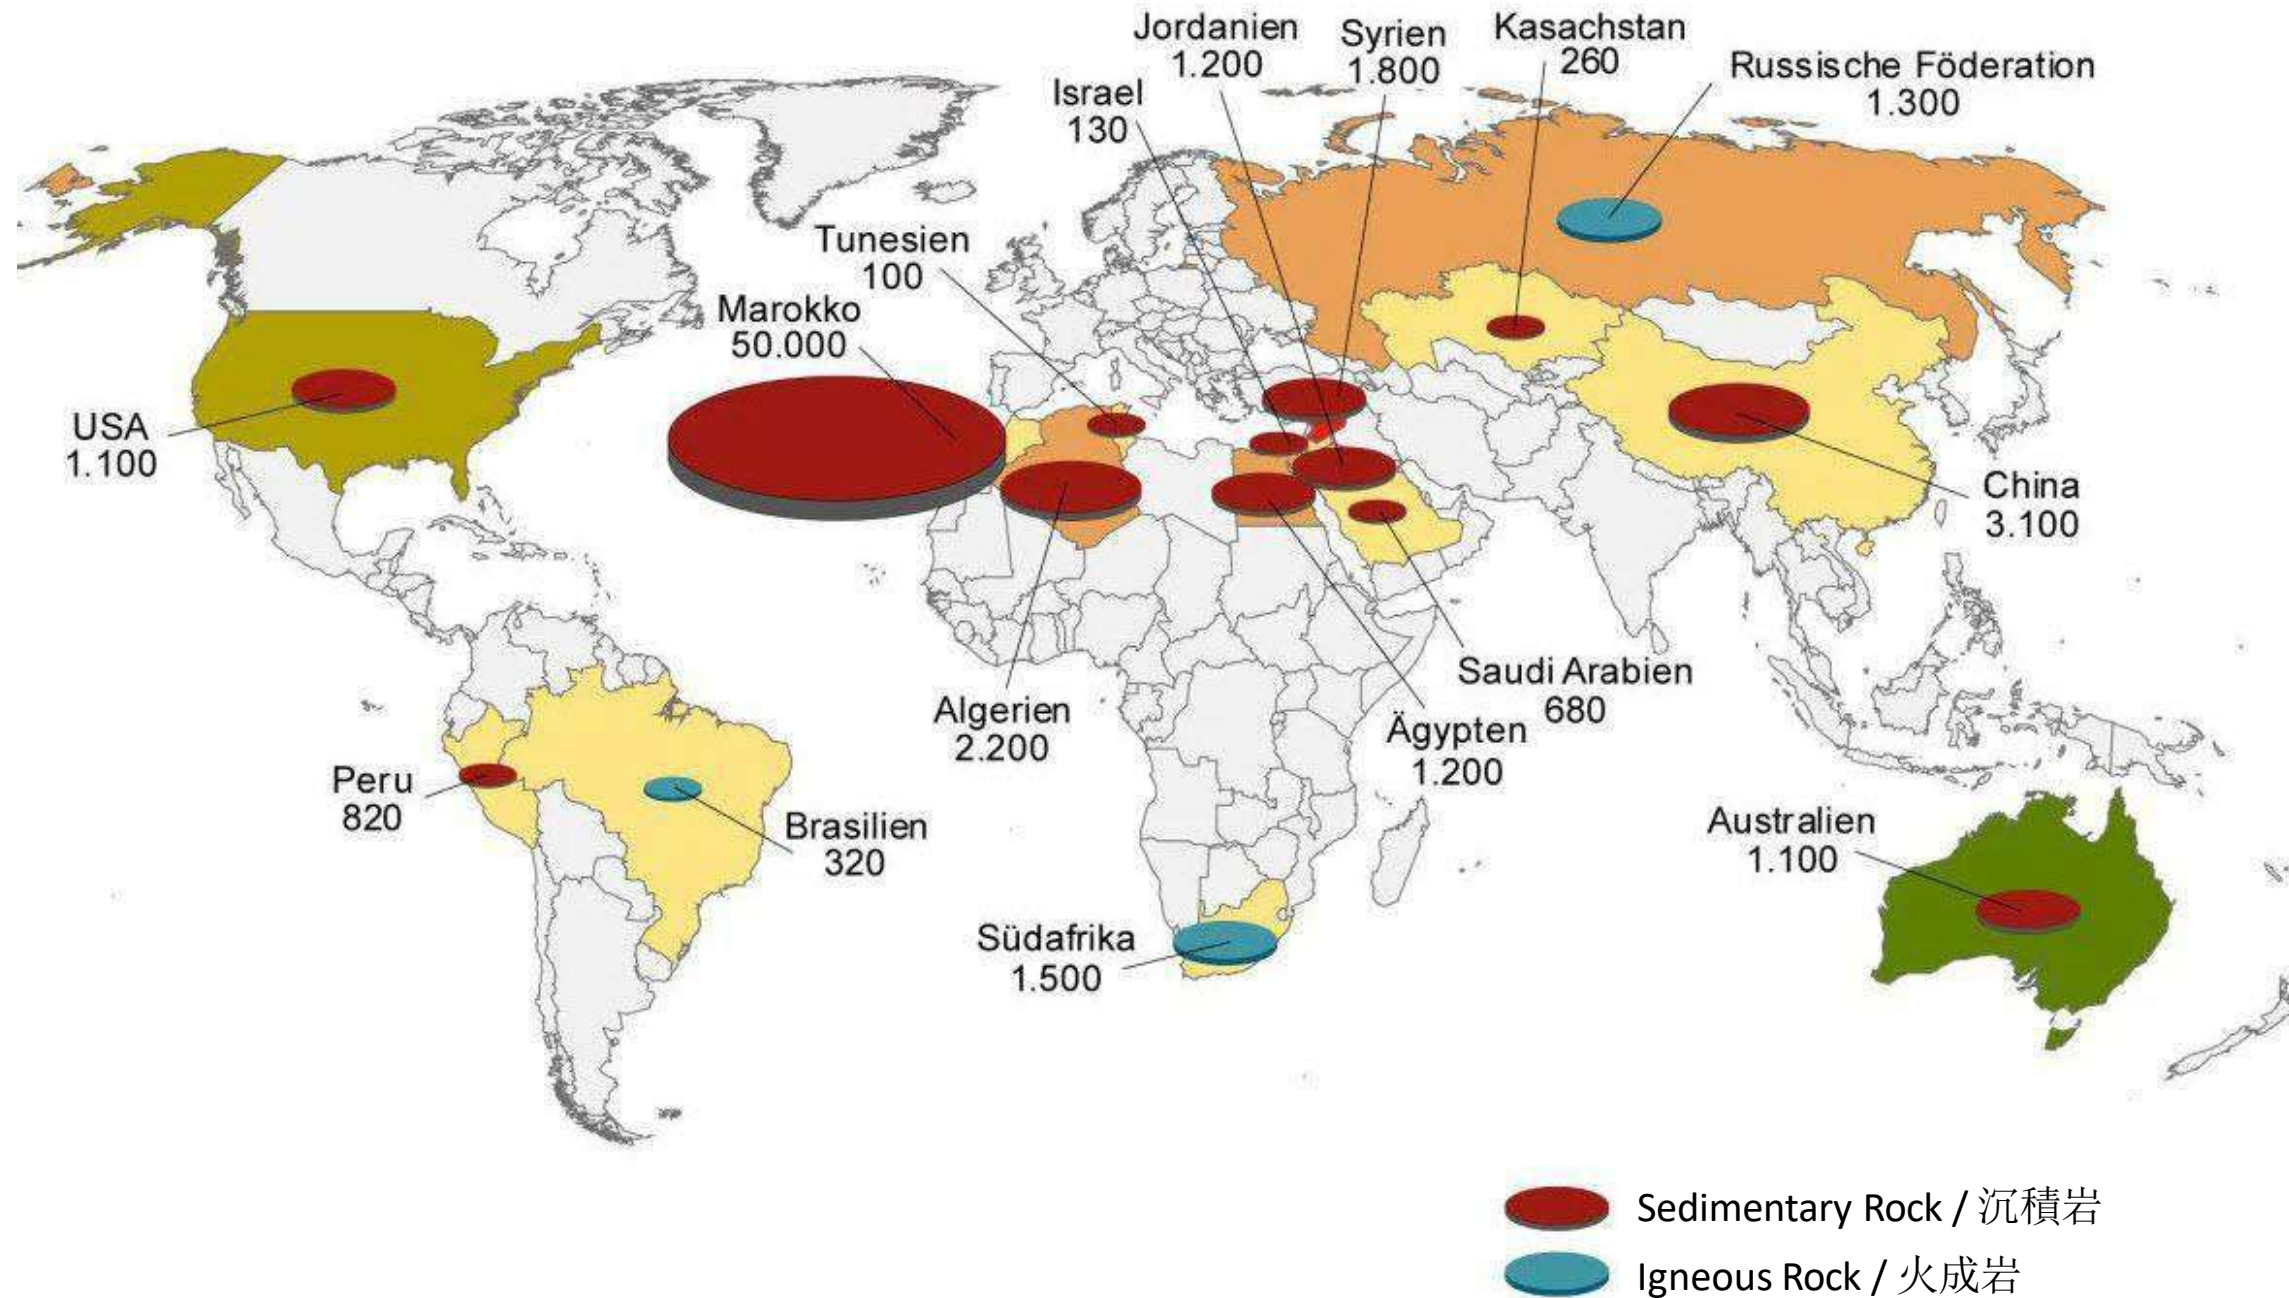 Jordanien
1.200
Syrien
1.800
Kasachstan
260
Russische Föderation
1.300
Israel
130
Tunesien
100
Marokko
50.000
USA
1.100
China
3.100
Saudi Arabien
680
Algerien
2.200
Ägypten
1.200
Peru
820
Brasilien
320
Australien
1.100
Südafrika
1.500
Sedimentary Rock / 沉積岩
Igneous Rock / 火成岩